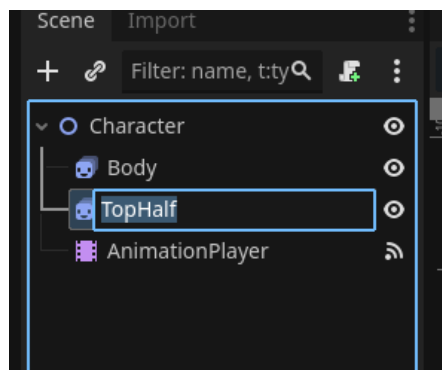 Scene Import
Filter: name, t:ty
Character
Body
TopHalf
AnimationPlayer